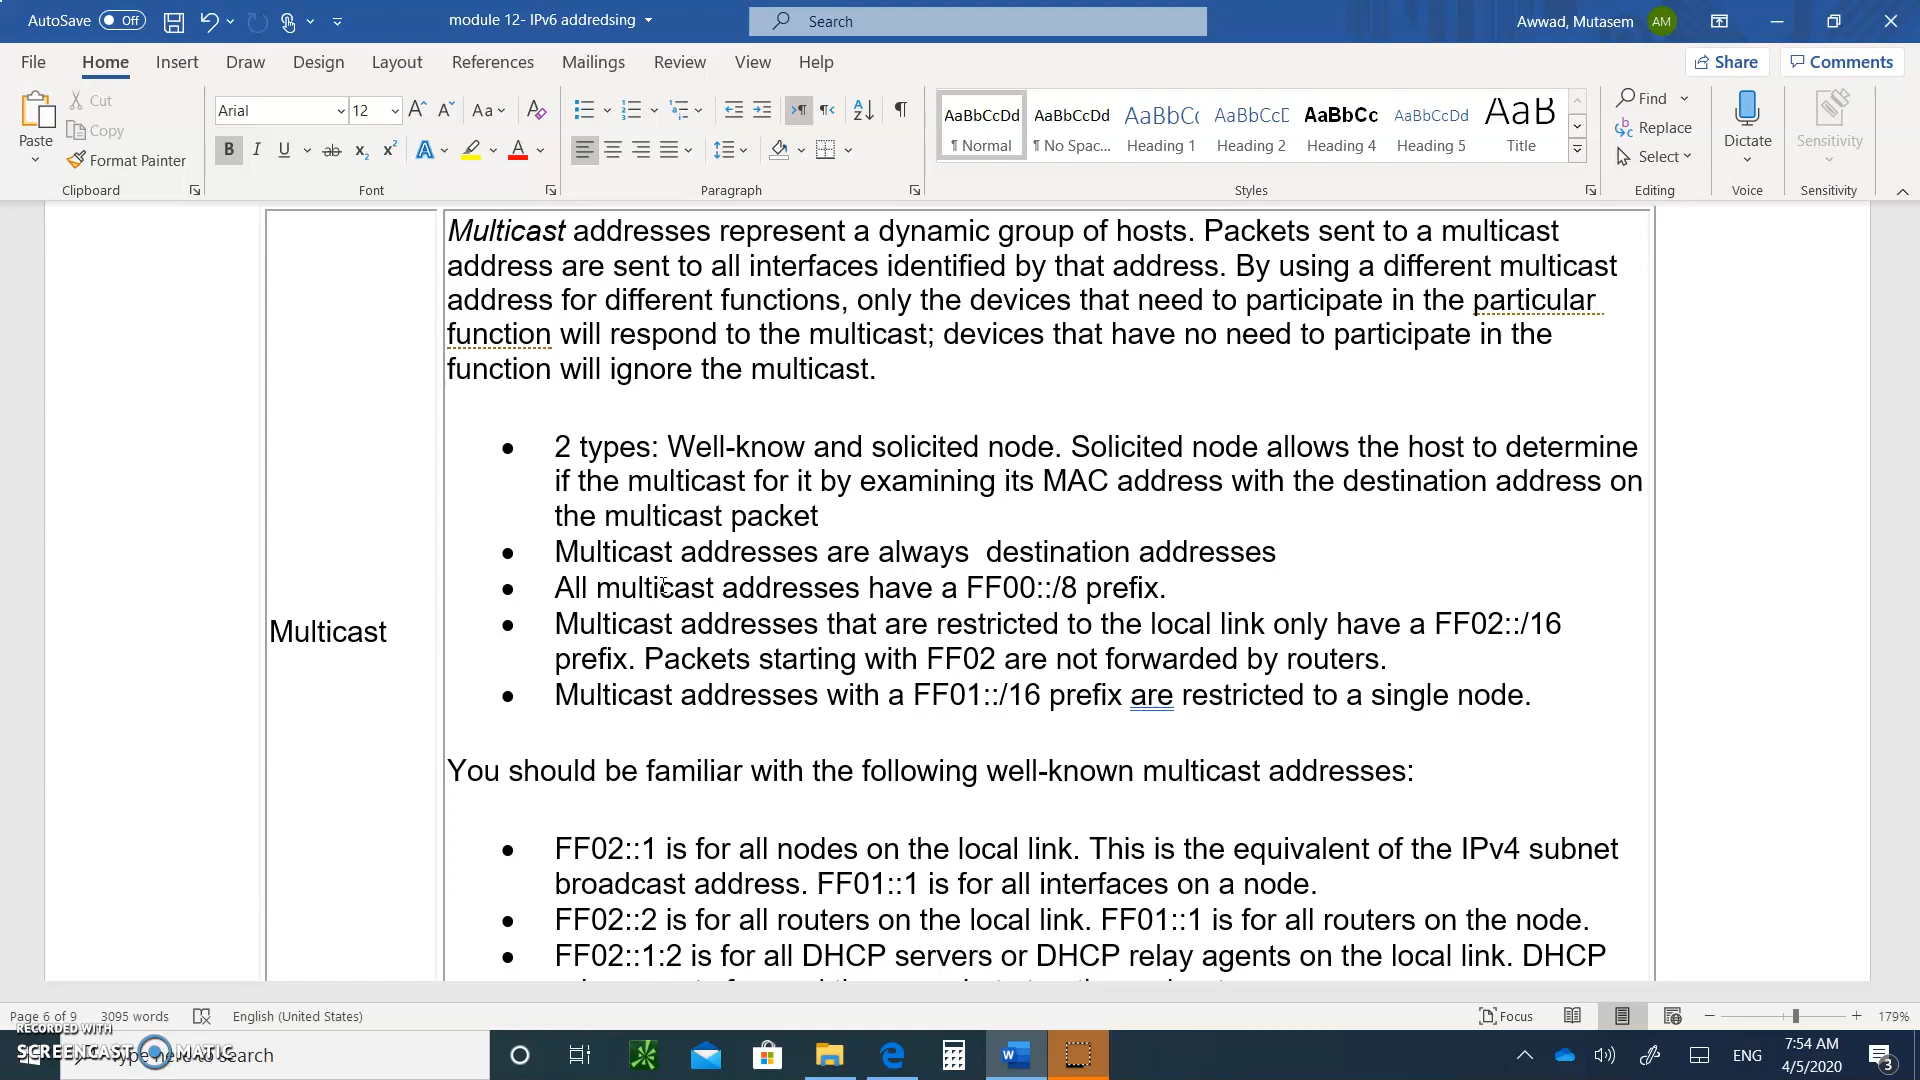 AutoSave Off module 12- IPv6 addredsing Search Awwad, Mutasem AM
File Home Insert Draw Design Layout References Mailings Review View Help Share Comments
Paste Cut Copy Format Painter
Arial 12 Aa
AaBbCcDd AaBbCcDd AaBbCc AaBbCcD AaBbCc AaBbCcDd AaB
¶ Normal ¶ No Spac... Heading 1 Heading 2 Heading 4 Heading 5 Title
Find Replace Select Dictate Sensitivity
Clipboard Font Paragraph Styles Editing Voice Sensitivity
Multicast
Multicast addresses represent a dynamic group of hosts. Packets sent to a multicast
address are sent to all interfaces identified by that address. By using a different multicast
address for different functions, only the devices that need to participate in the particular
function will respond to the multicast; devices that have no need to participate in the
function will ignore the multicast.
• 2 types: Well-know and solicited node. Solicited node allows the host to determine
if the multicast for it by examining its MAC address with the destination address on
the multicast packet
• Multicast addresses are always  destination addresses
• All multicast addresses have a FF00::/8 prefix.
• Multicast addresses that are restricted to the local link only have a FF02::/16
prefix. Packets starting with FF02 are not forwarded by routers.
• Multicast addresses with a FF01::/16 prefix are restricted to a single node.
You should be familiar with the following well-known multicast addresses:
• FF02::1 is for all nodes on the local link. This is the equivalent of the IPv4 subnet
broadcast address. FF01::1 is for all interfaces on a node.
• FF02::2 is for all routers on the local link. FF01::1 is for all routers on the node.
• FF02::1:2 is for all DHCP servers or DHCP relay agents on the local link. DHCP
Page 6 of 9 3095 words English (United States) Focus 179%
RECORDED WITH
SCREENCAST MATIC
Type here to search
ENG
7:54 AM
4/5/2020
3